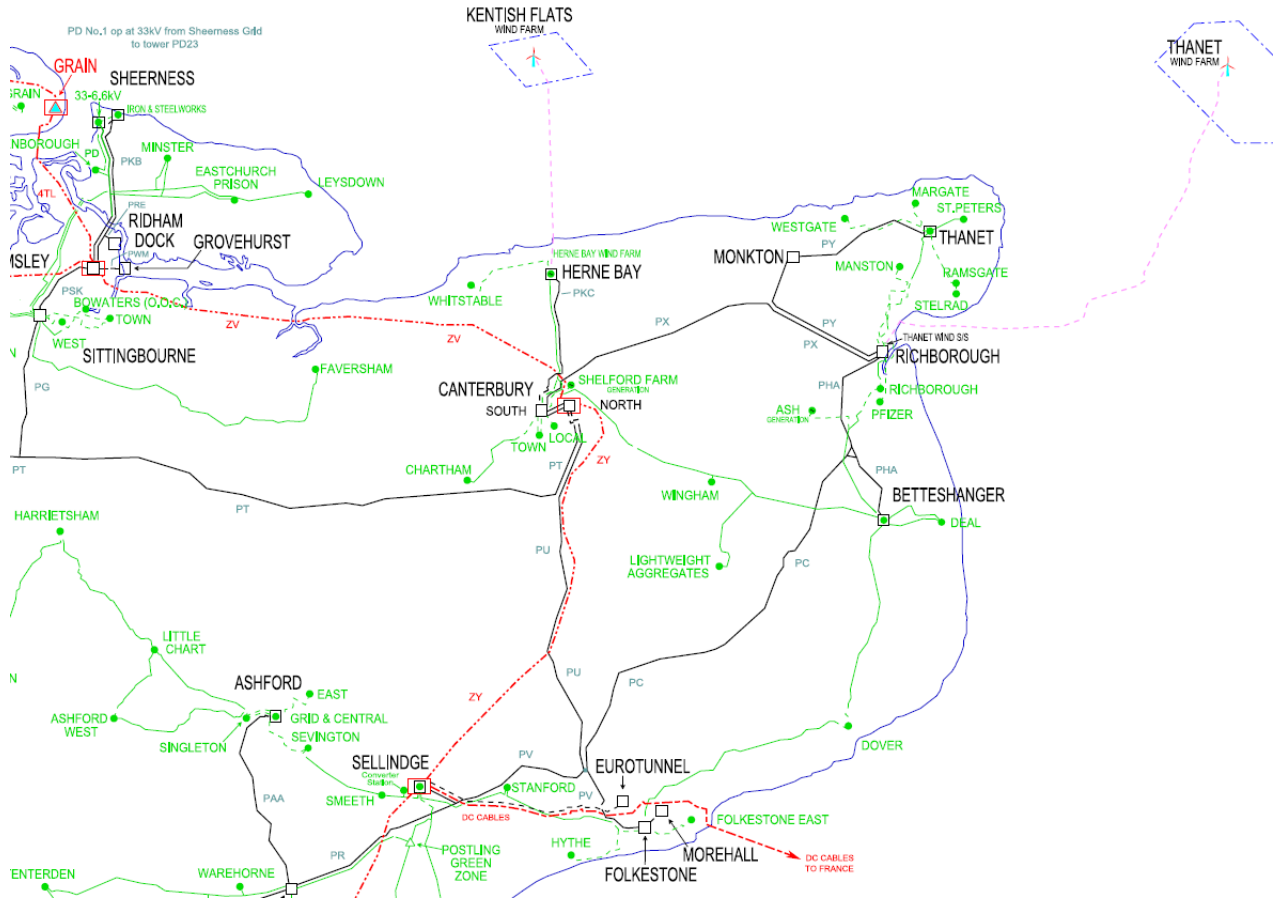 KENTISH FLATS
WIND FARM
THANET
WIND FARM
PD No.1 op at 33kV from Sheerness Grid
to tower PD23
GRAIN
SHEERNESS
GRAIN
33-6.6kV
IRON & STEELWORKS
NBOROUGH
PD
PKB
MINSTER
EASTCHURCH
PRISON
LEYSDOWN
4TL
PRE
RIDHAM
DOCK
GROVEHURST
PWM
MSLEY
PSK
BOWATERS (O.O.C.)
TOWN
WEST
SITTINGBOURNE
ZV
ZV
N
PG
FAVERSHAM
HERNE BAY WIND FARM
HERNE BAY
WHITSTABLE
PKC
MARGATE
WESTGATE
ST.PETERS
PY
THANET
MONKTON
MANSTON
RAMSGATE
STELRAD
PX
PY
PX
THANET WIND S/S
RICHBOROUGH
PHA
RICHBOROUGH
PFIZER
ASH
GENERATION
CANTERBURY
SHELFORD FARM
GENERATION
SOUTH
NORTH
LOCAL
TOWN
CHARTHAM
PT
ZY
PT
PT
WINGHAM
PHA
BETTESHANGER
DEAL
HARRIETSHAM
PU
LIGHTWEIGHT
AGGREGATES
PC
LITTLE
CHART
N
ASHFORD
EAST
ASHFORD
WEST
GRID & CENTRAL
SINGLETON
SEVINGTON
ZY
PU
PC
DOVER
SELLINDGE
Converter
Station
SMEETH
PV
STANFORD
EUROTUNNEL
PV
PAA
DC CABLES
FOLKESTONE EAST
HYTHE
MOREHALL
FOLKESTONE
DC CABLES
TO FRANCE
PR
POSTLING
GREEN
ZONE
ENTERDEN
WAREHORNE